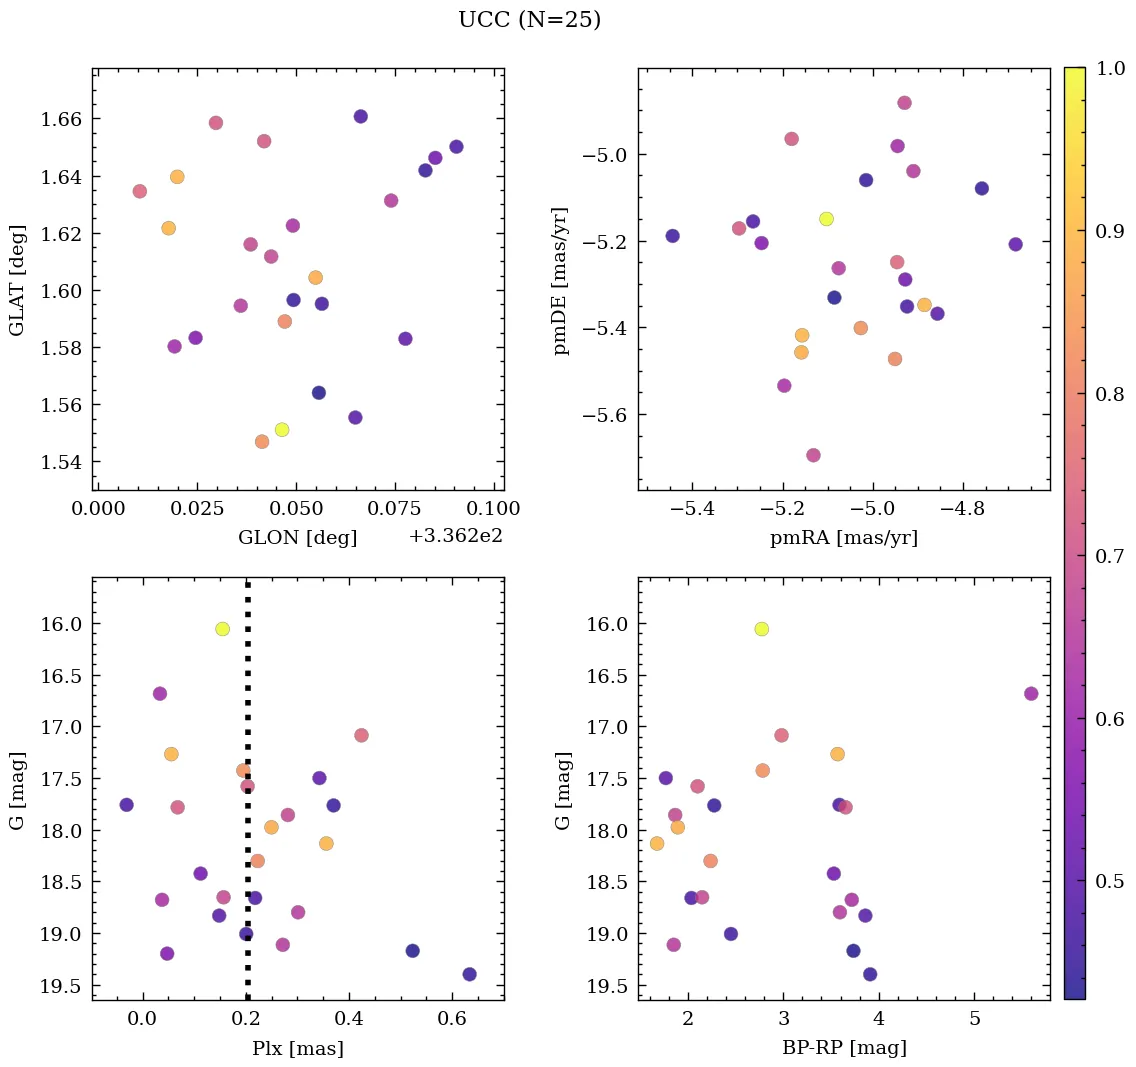 UCC (N=25)
1.66
1.64
1.62
1.60
1.58
1.56
1.54
GLAT [deg]
0.000 0.025 0.050 0.075 0.100
GLON [deg]
+3.362e2
−5.0
−5.2
−5.4
−5.6
pmDE [mas/yr]
−5.4 −5.2 −5.0 −4.8
pmRA [mas/yr]
16.0
16.5
17.0
17.5
18.0
18.5
19.0
19.5
G [mag]
0.0 0.2 0.4 0.6
Plx [mas]
16.0
16.5
17.0
17.5
18.0
18.5
19.0
19.5
G [mag]
2 3 4 5
BP-RP [mag]
1.0
0.9
0.8
0.7
0.6
0.5